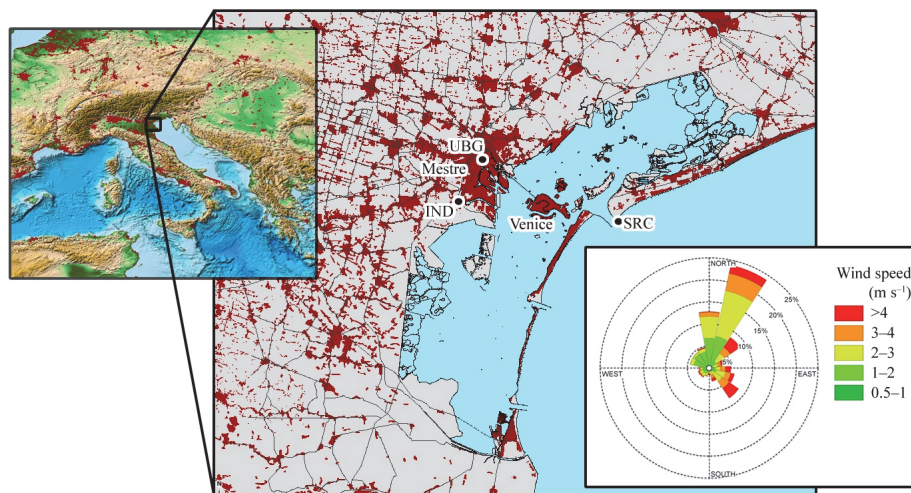 UBG
Mestre
IND
Venice
SRC
NORTH
25%
20%
15%
10%
5%
WEST
EAST
SOUTH
Wind speed
(m s⁻¹)
>4
3–4
2–3
1–2
0.5–1